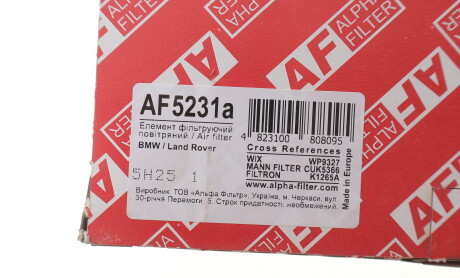 AF
ALPHA
FILTER
AF
ALPHA
FILTER
AF5231a
Елемент фільтруючий
повітряний / Air filter
BMW / Land Rover
5H25 1
4 823100 808095
Cross References
WIX WP9327
MANN FILTER CUK5366
FILTRON K1265A
www.alpha-filter.com
Made in Europe
Виробник: ТОВ «Альфа Фільтр», Україна, м. Черкаси, вул.
30-річчя Перемоги, 5. Строк придатності: необмежений.